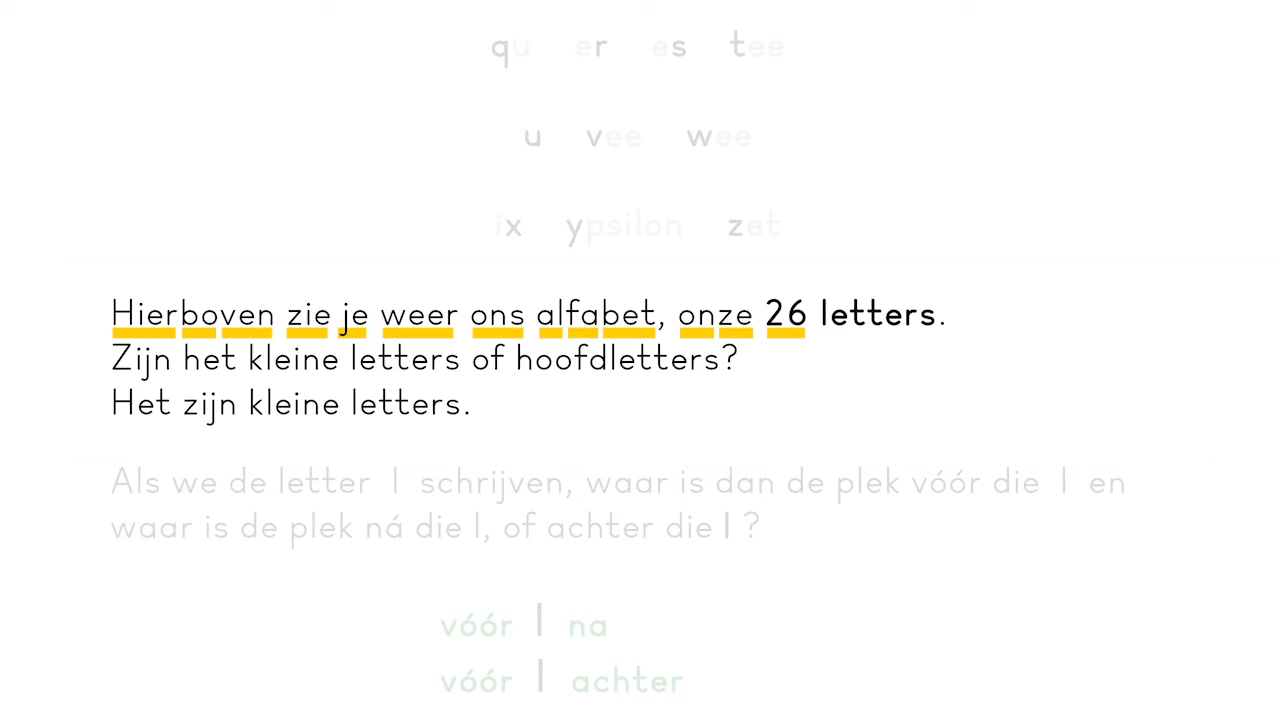 qu er es tee
u vee wee
ix ypsilon zet
Hierboven zie je weer ons alfabet, onze 26 letters.
Zijn het kleine letters of hoofdletters?
Het zijn kleine letters.
Als we de letter l schrijven, waar is dan de plek vóór die l en
waar is de plek ná die l, of achter die l ?
vóór l na
vóór l achter